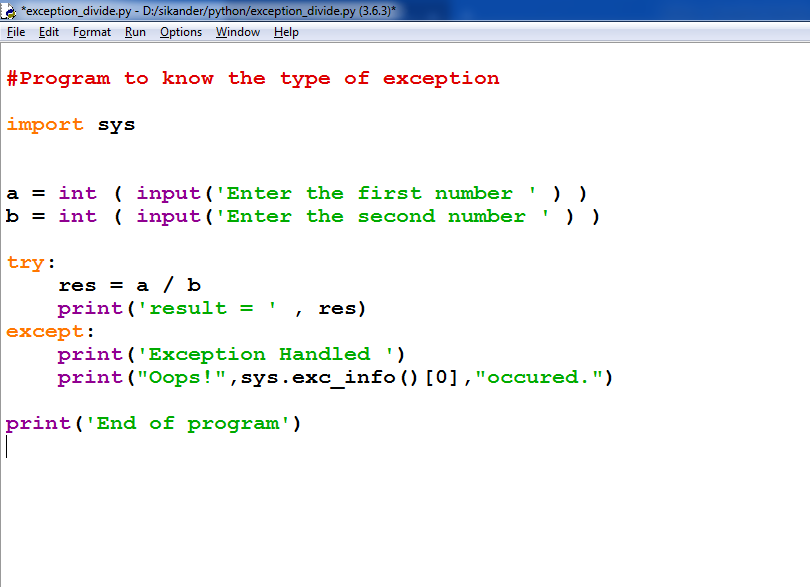 *exception_divide.py - D:/sikander/python/exception_divide.py (3.6.3)*
File Edit Format Run Options Window Help
#Program to know the type of exception
import sys
a = int ( input('Enter the first number ' ) )
b = int ( input('Enter the second number ' ) )
try:
    res = a / b
    print('result = ' , res)
except:
    print('Exception Handled ')
    print("Oops!",sys.exc_info()[0],"occured.")
print('End of program')